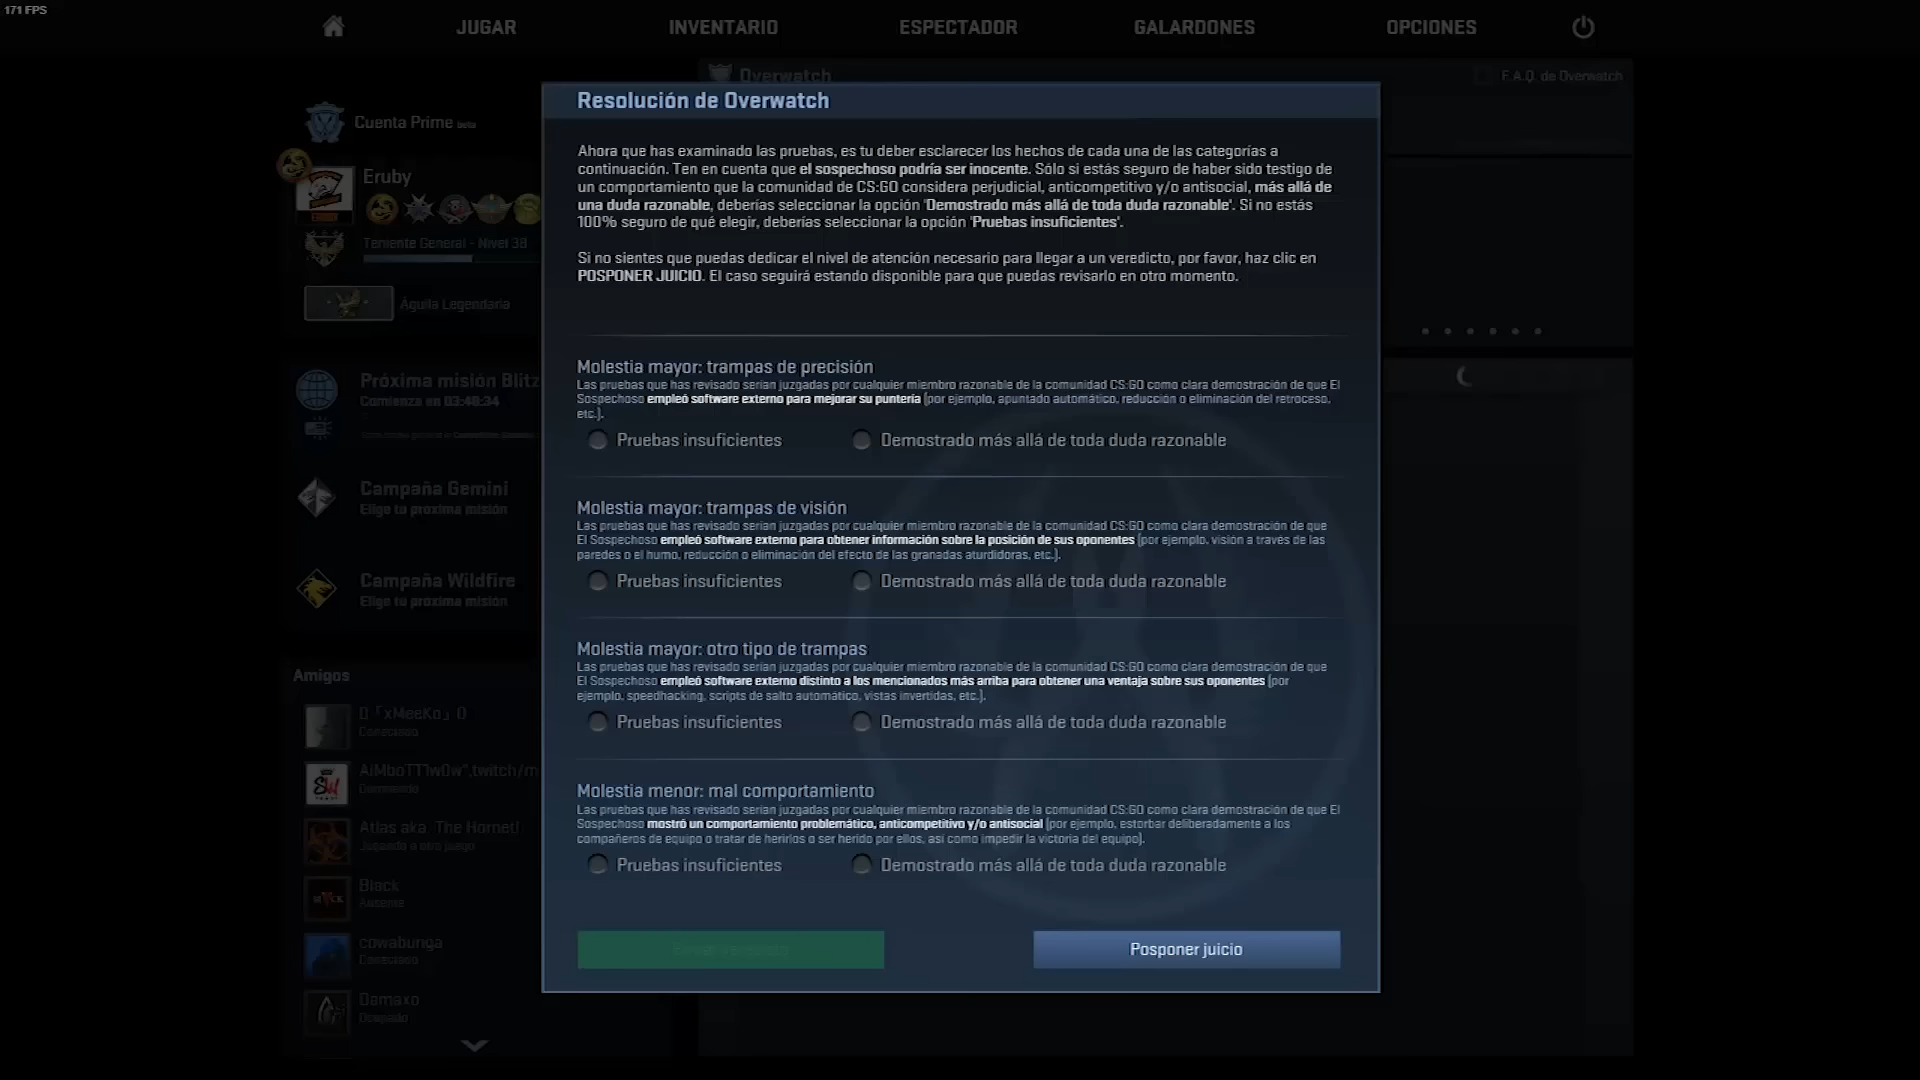 171 FPS
JUGAR
INVENTARIO
ESPECTADOR
GALARDONES
OPCIONES
Overwatch
F.A.Q. de Overwatch
Cuenta Prime beta
Eruby
Teniente General - Nivel 38
Águila Legendaria
Próxima misión Blitz
Comienza en 03:40:34
Campaña Gemini
Elige tu próxima misión
Campaña Wildfire
Elige tu próxima misión
Amigos
Conectado
Atlas aka. The Hornet!
Jugando a otro juego
Black
Ausente
cowabunga
Conectado
Damaxo
Ocupado
Resolución de Overwatch
Ahora que has examinado las pruebas, es tu deber esclarecer los hechos de cada una de las categorías a
continuación. Ten en cuenta que el sospechoso podría ser inocente. Sólo si estás seguro de haber sido testigo de
un comportamiento que la comunidad de CS:GO considera perjudicial, anticompetitivo y/o antisocial, más allá de
una duda razonable, deberías seleccionar la opción 'Demostrado más allá de toda duda razonable'. Si no estás
100% seguro de qué elegir, deberías seleccionar la opción 'Pruebas insuficientes'.
Si no sientes que puedas dedicar el nivel de atención necesario para llegar a un veredicto, por favor, haz clic en
POSPONER JUICIO. El caso seguirá estando disponible para que puedas revisarlo en otro momento.
Molestia mayor: trampas de precisión
Las pruebas que has revisado serían juzgadas por cualquier miembro razonable de la comunidad CS:GO como clara demostración de que El
Sospechoso empleó software externo para mejorar su puntería (por ejemplo, apuntado automático, reducción o eliminación del retroceso,
etc.).
Pruebas insuficientes
Demostrado más allá de toda duda razonable
Molestia mayor: trampas de visión
Las pruebas que has revisado serían juzgadas por cualquier miembro razonable de la comunidad CS:GO como clara demostración de que
El Sospechoso empleó software externo para obtener información sobre la posición de sus oponentes (por ejemplo, visión a través de las
paredes o el humo, reducción o eliminación del efecto de las granadas aturdidoras, etc.).
Pruebas insuficientes
Demostrado más allá de toda duda razonable
Molestia mayor: otro tipo de trampas
Las pruebas que has revisado serían juzgadas por cualquier miembro razonable de la comunidad CS:GO como clara demostración de que
El Sospechoso empleó software externo distinto a los mencionados más arriba para obtener una ventaja sobre sus oponentes (por
ejemplo, speedhacking, scripts de salto automático, vistas invertidas, etc.).
Pruebas insuficientes
Demostrado más allá de toda duda razonable
Molestia menor: mal comportamiento
Las pruebas que has revisado serían juzgadas por cualquier miembro razonable de la comunidad CS:GO como clara demostración de que El
Sospechoso mostró un comportamiento problemático, anticompetitivo y/o antisocial (por ejemplo, estorbar deliberadamente a los
compañeros de equipo o tratar de herirlos o ser herido por ellos, así como impedir la victoria del equipo).
Pruebas insuficientes
Demostrado más allá de toda duda razonable
Posponer juicio